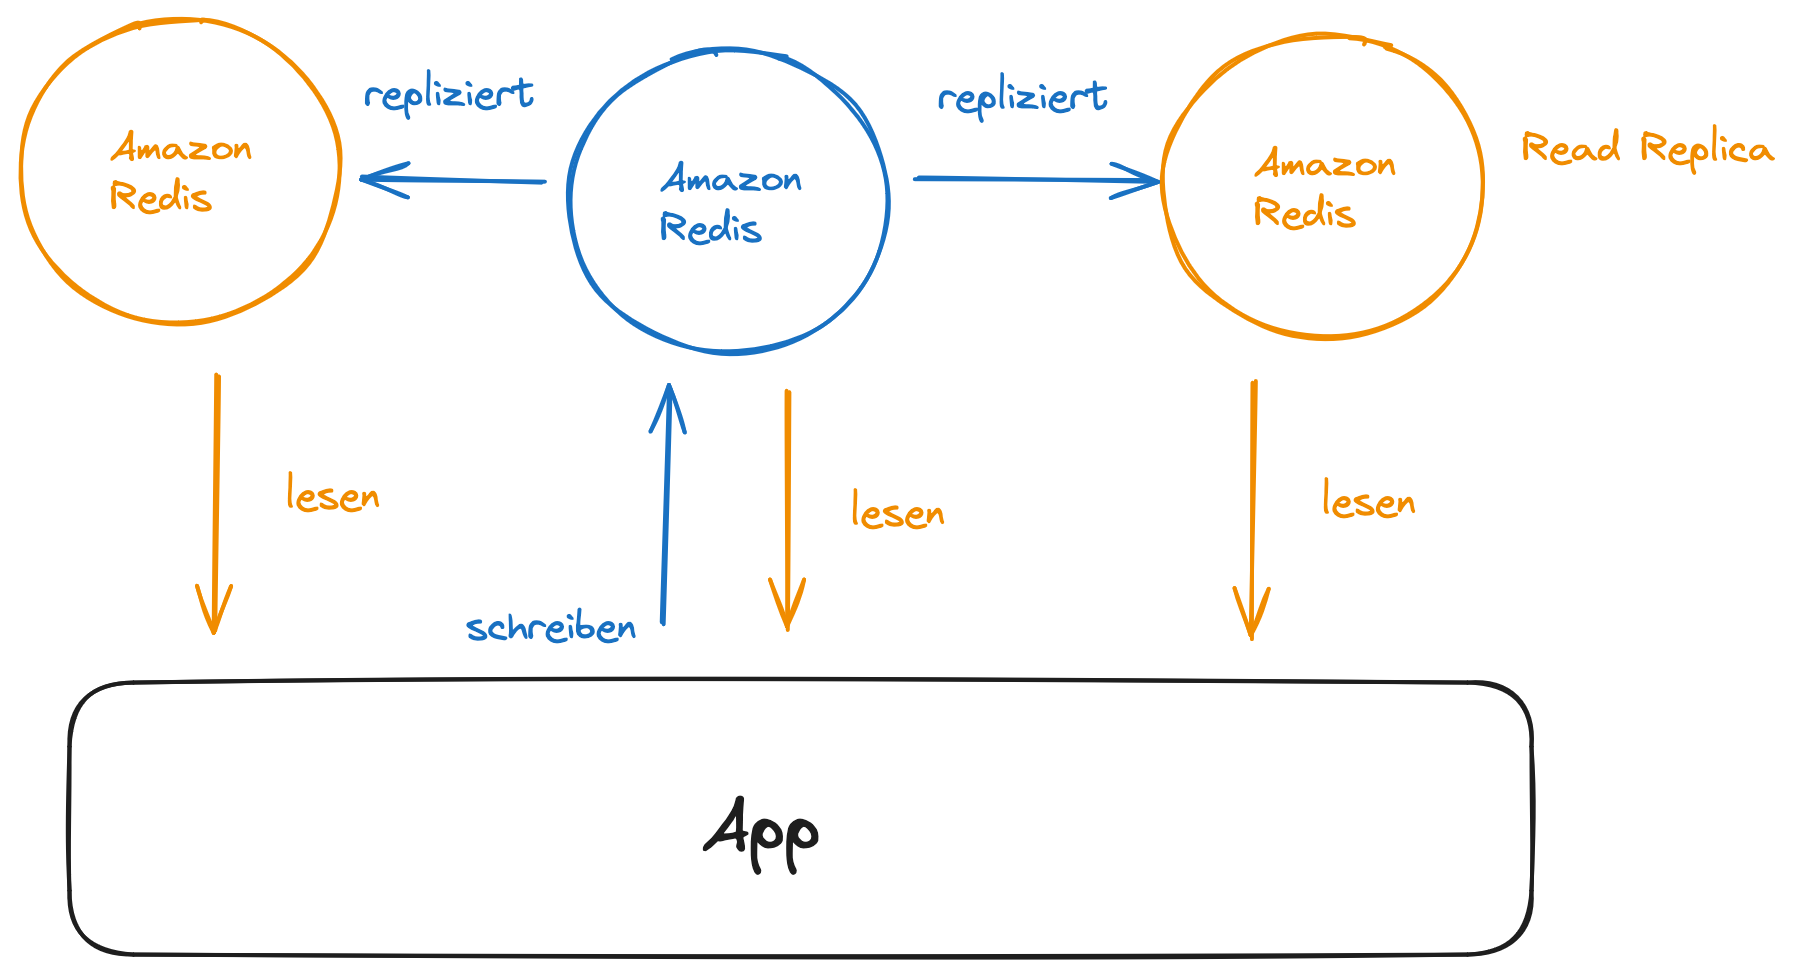 repliziert
repliziert
Amazon
Redis
Amazon
Redis
Amazon
Redis
Read Replica
lesen
lesen
lesen
schreiben
App